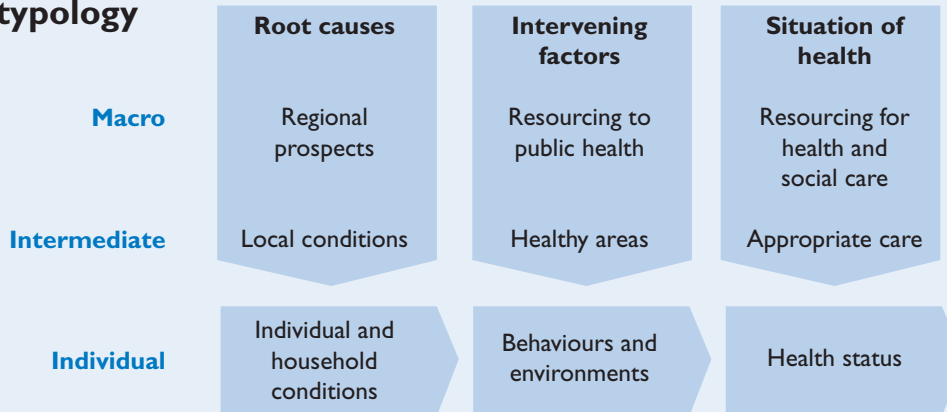 typology
Root causes
Intervening
factors
Situation of
health
Macro
Regional
prospects
Resourcing to
public health
Resourcing for
health and
social care
Intermediate
Local conditions
Healthy areas
Appropriate care
Individual
Individual and
household
conditions
Behaviours and
environments
Health status